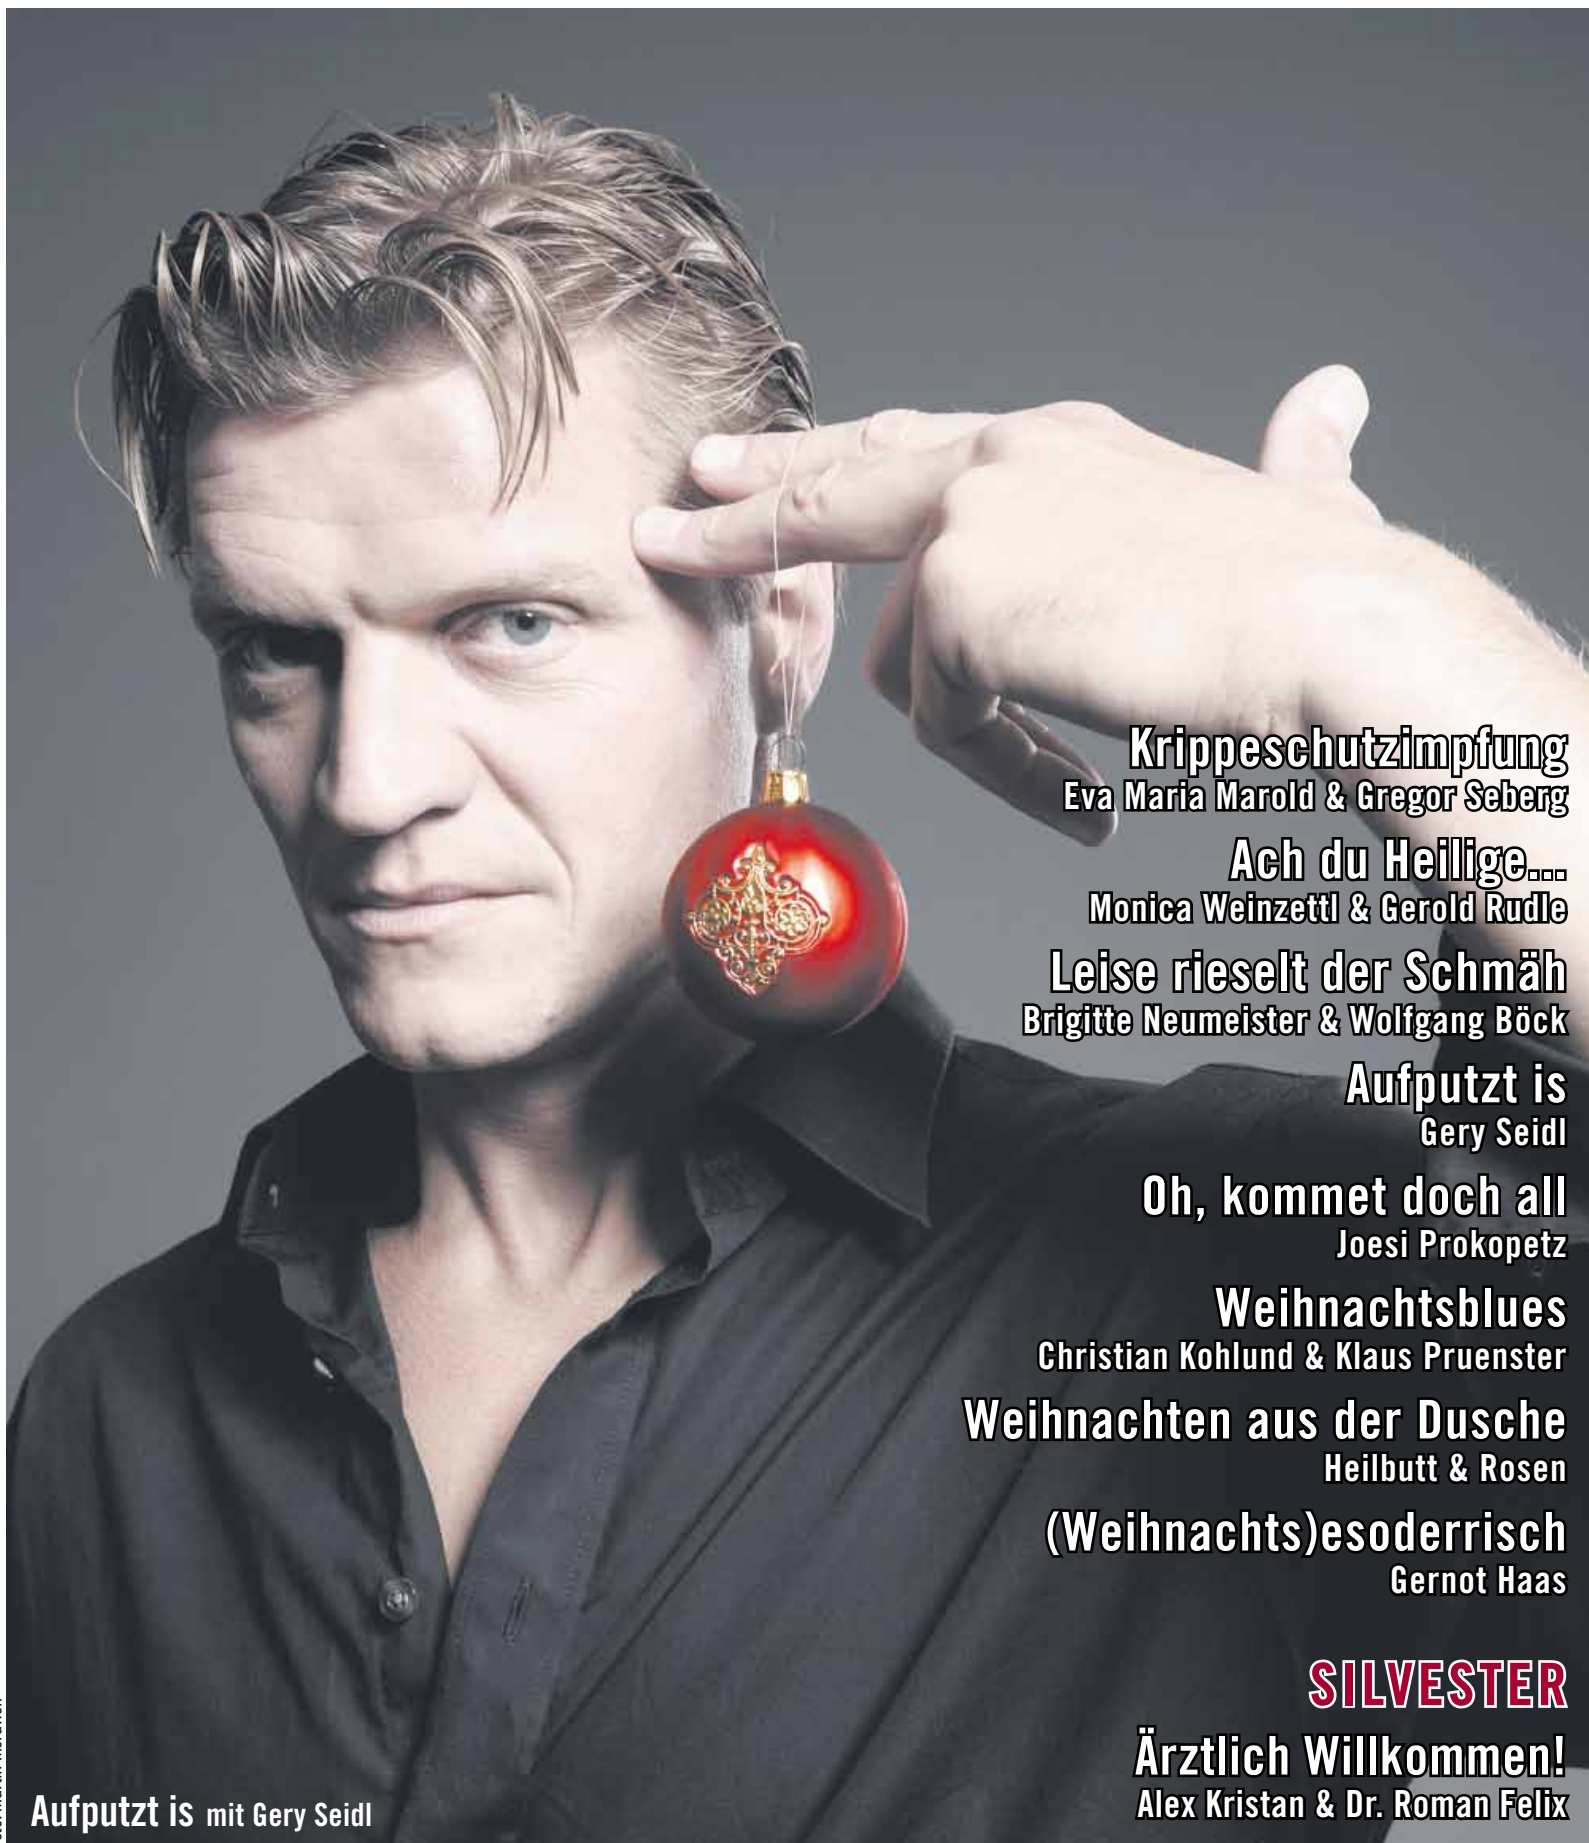 Krippeschutzimpfung
Eva Maria Marold & Gregor Seberg
Ach du Heilige...
Monica Weinzettl & Gerold Rudle
Leise rieselt der Schmäh
Brigitte Neumeister & Wolfgang Böck
Aufputzt is
Gery Seidl
Oh, kommet doch all
Joesi Prokopetz
Weihnachtsblues
Christian Kohlund & Klaus Pruenster
Weihnachten aus der Dusche
Heilbutt & Rosen
(Weihnachts)esoderrisch
Gernot Haas
SILVESTER
Ärztlich Willkommen!
Alex Kristan & Dr. Roman Felix
Aufputzt is mit Gery Seidl